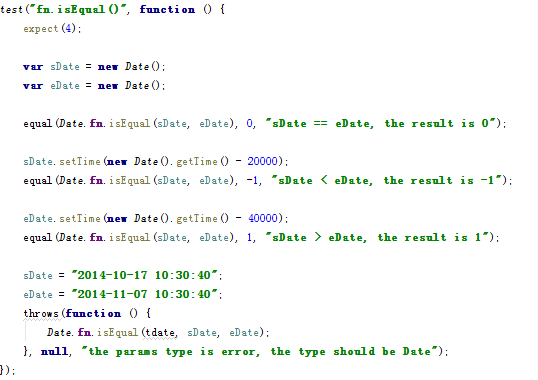 test("fn.isEqual()", function () {
expect(4);
var sDate = new Date();
var eDate = new Date();
equal(Date.fn.isEqual(sDate, eDate), 0, "sDate == eDate, the result is 0");
sDate.setTime(new Date().getTime() - 20000);
equal(Date.fn.isEqual(sDate, eDate), -1, "sDate < eDate, the result is -1");
eDate.setTime(new Date().getTime() - 40000);
equal(Date.fn.isEqual(sDate, eDate), 1, "sDate > eDate, the result is 1");
sDate = "2014-10-17 10:30:40";
eDate = "2014-11-07 10:30:40";
throws(function () {
Date.fn.isEqual(tdate, sDate, eDate);
}, null, "the params type is error, the type should be Date");
});